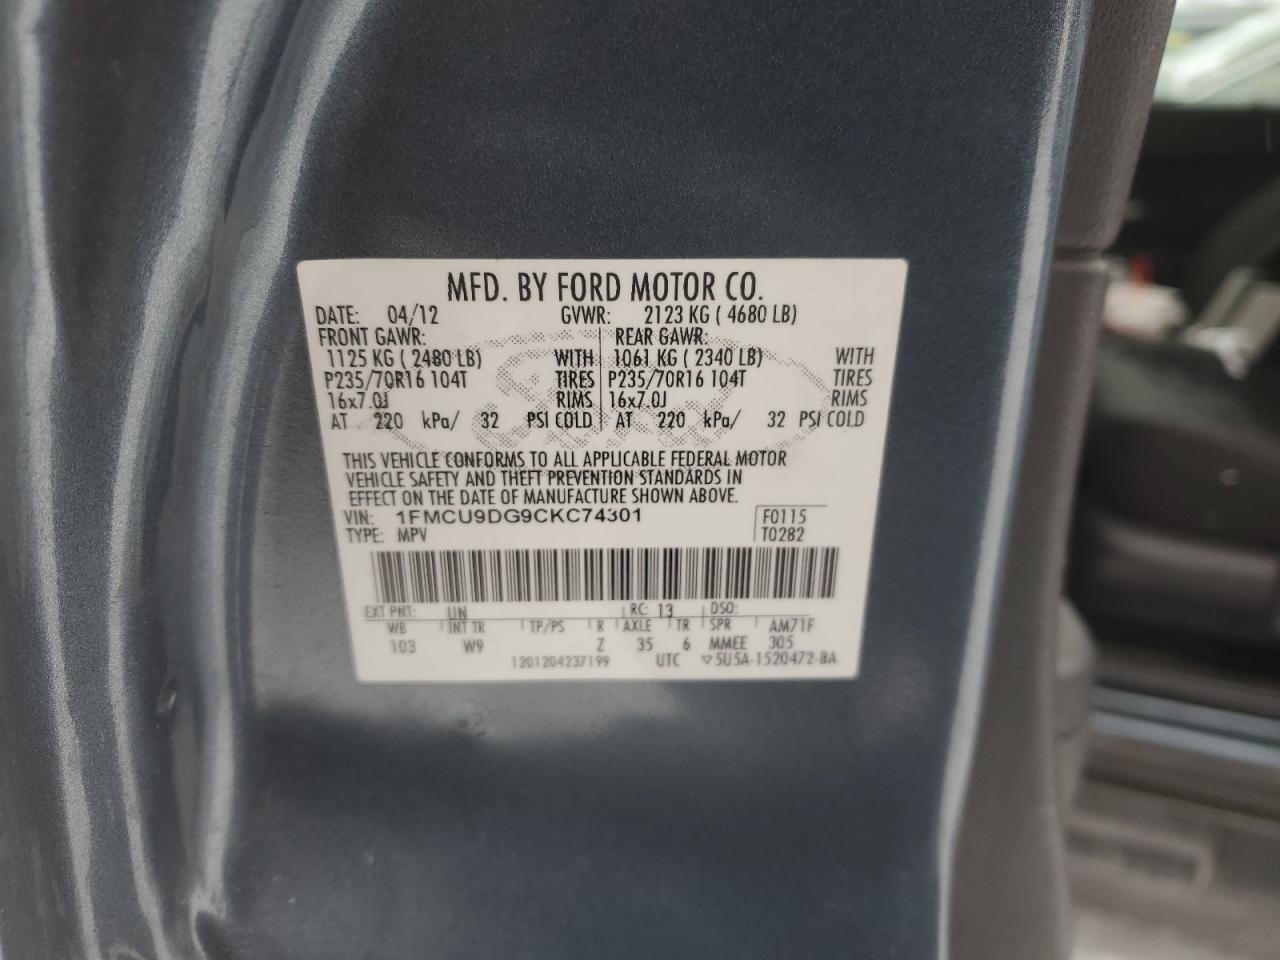 MFD. BY FORD MOTOR CO.
DATE: 04/12 GVWR: 2123 KG ( 4680 LB)
FRONT GAWR: REAR GAWR:
1125 KG ( 2480 LB) WITH 1061 KG ( 2340 LB) WITH
P235/70R16 104T TIRES P235/70R16 104T TIRES
16x7.0J RIMS 16x7.0J RIMS
AT 220 kPa/ 32 PSI COLD AT 220 kPa/ 32 PSI COLD
THIS VEHICLE CONFORMS TO ALL APPLICABLE FEDERAL MOTOR
VEHICLE SAFETY AND THEFT PREVENTION STANDARDS IN
EFFECT ON THE DATE OF MANUFACTURE SHOWN ABOVE.
VIN: 1FMCU9DG9CKC74301 F0115
TYPE: MPV T0282
EXT PNT: UN RC: 13 DSO:
WB INT TR TP/PS R AXLE TR SPR AM71F
103 W9 Z 35 6 MMEE 305
1201204237199 UTC ▽5U5A-1520472-BA